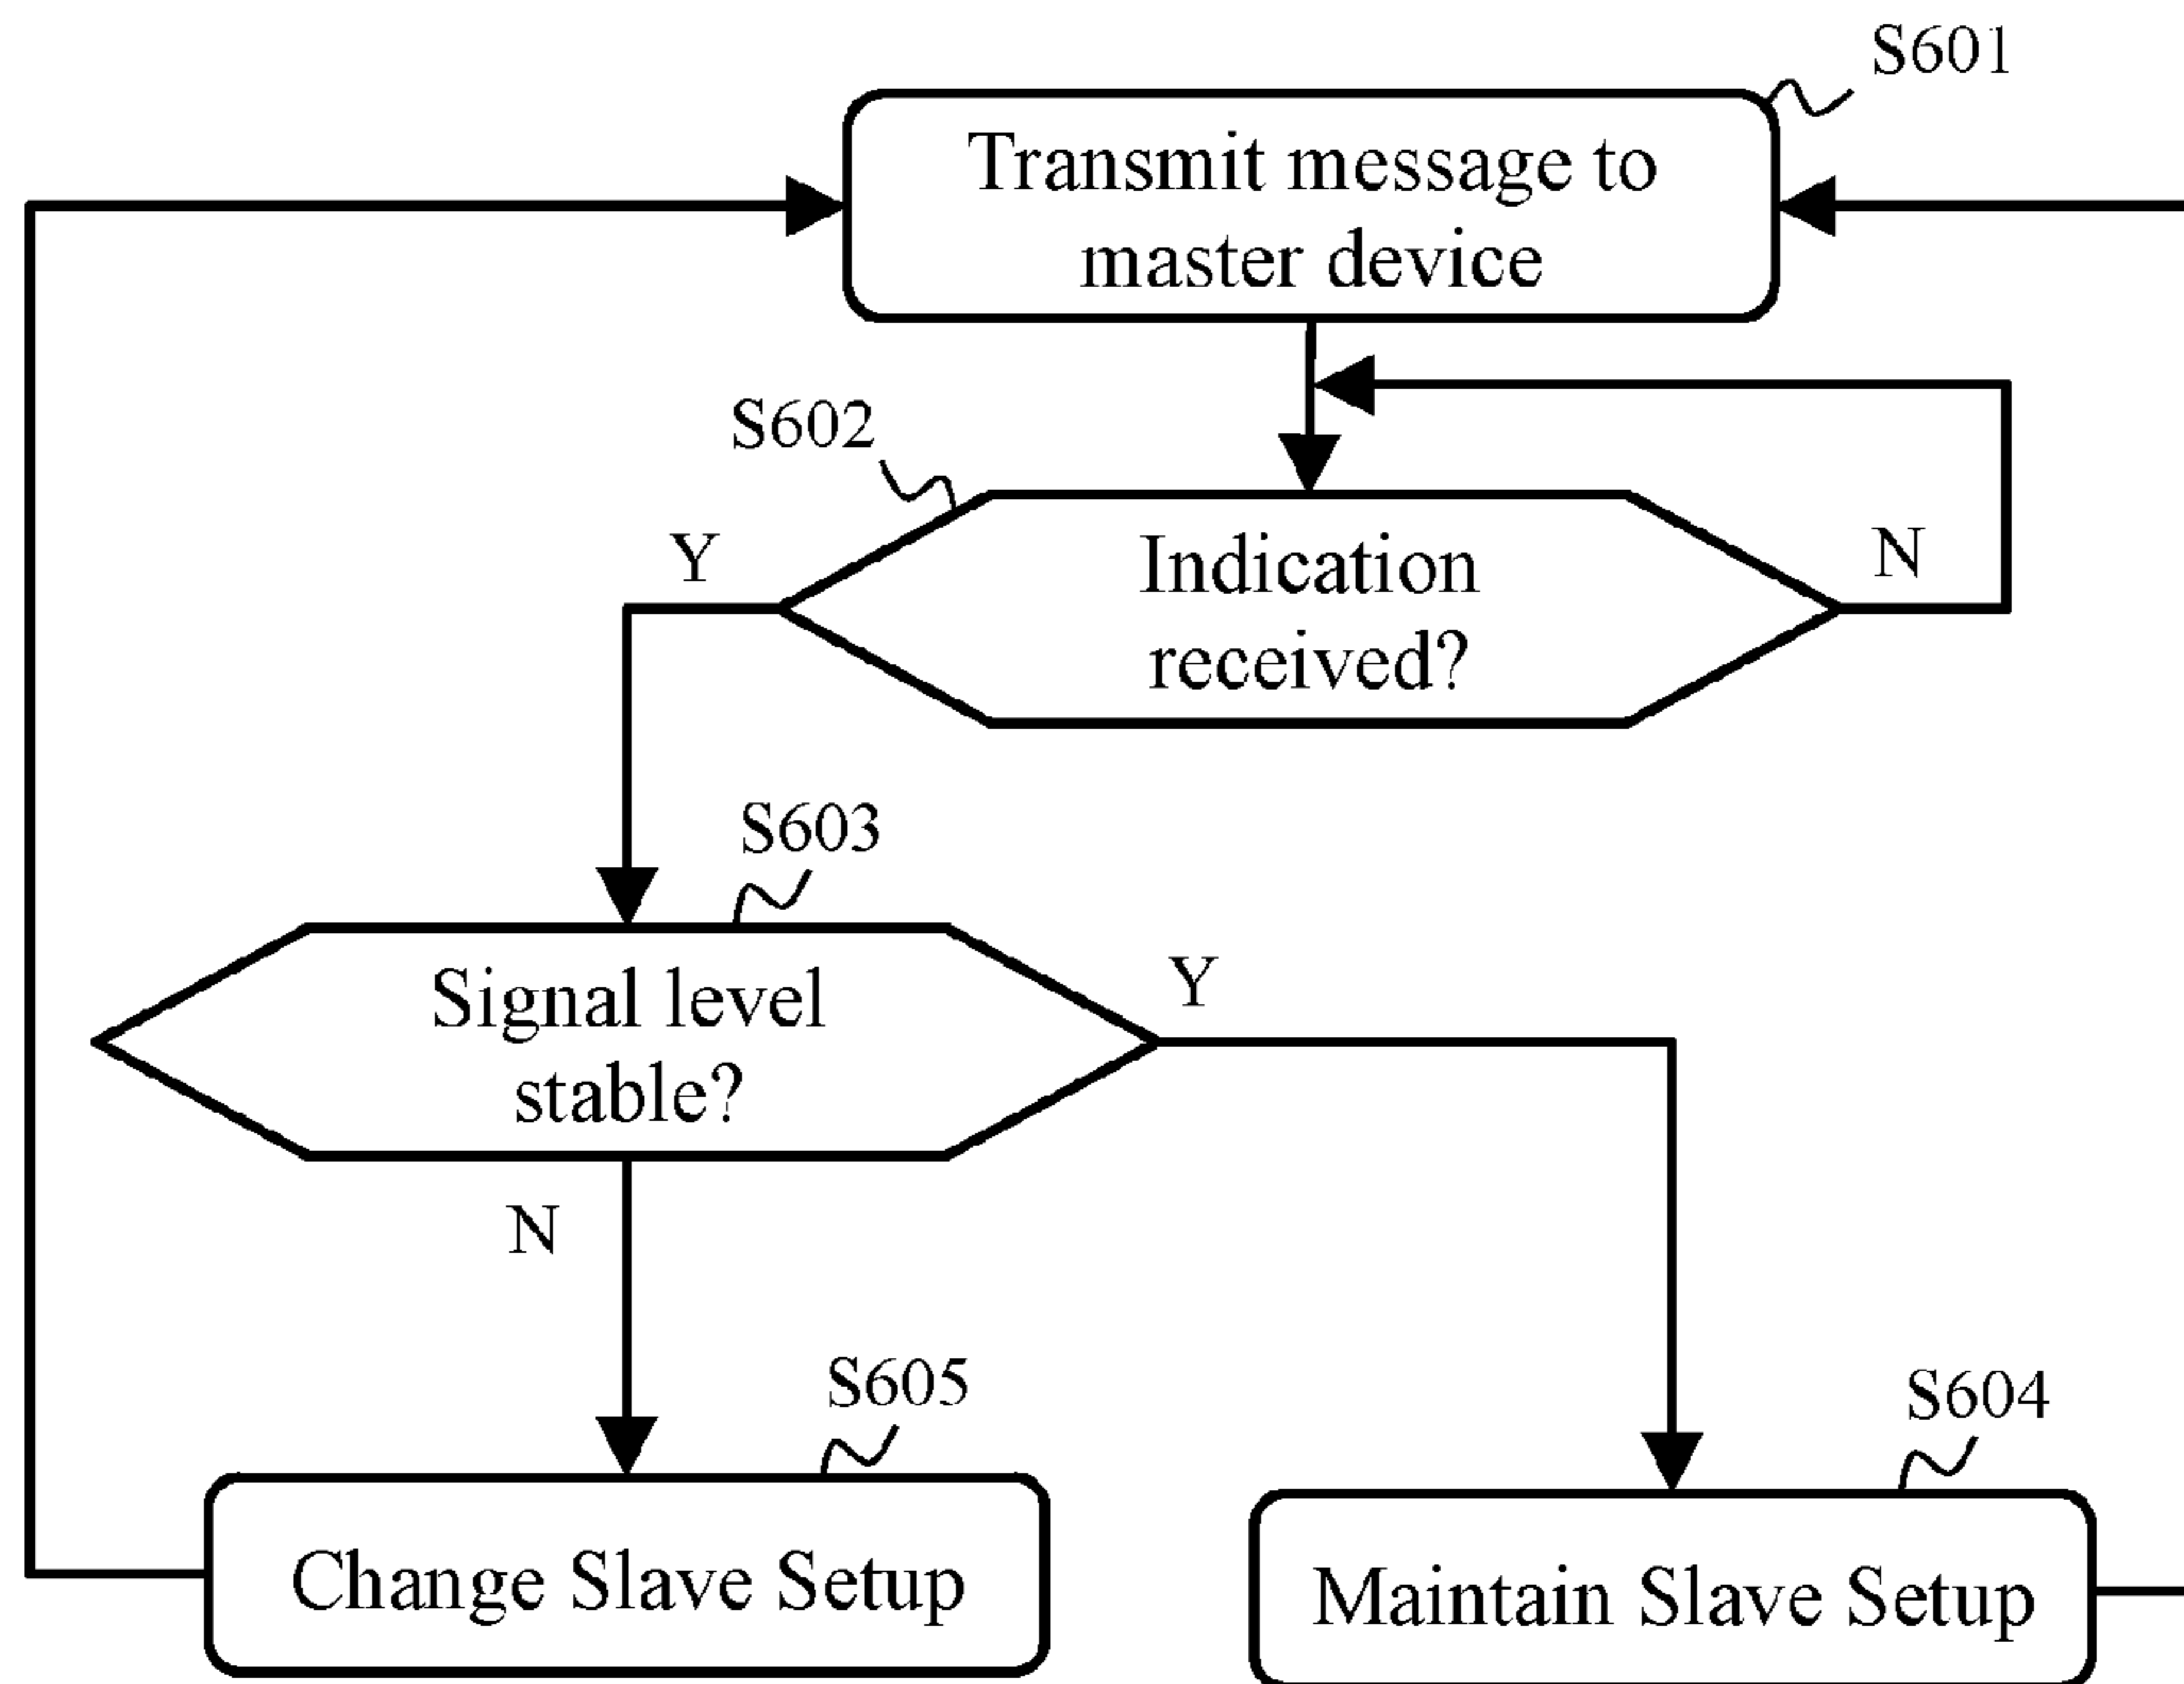 S601
Transmit message to
master device
S602
Y
Indication
received?
N
S603
Signal level
stable?
Y
N
S605
S604
Change Slave Setup
Maintain Slave Setup